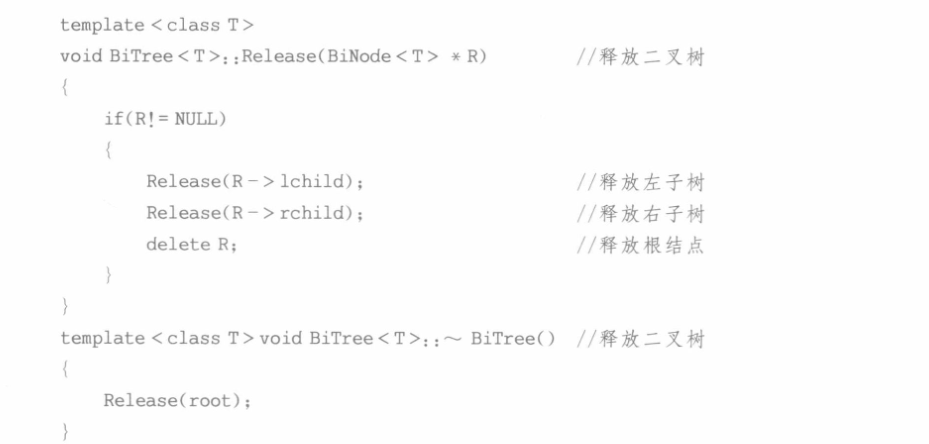 template <class T>
void BiTree<T>::Release(BiNode<T> *R)    //释放二叉树
{
    if(R!= NULL)
    {
        Release(R->lchild);    //释放左子树
        Release(R->rchild);    //释放右子树
        delete R;    //释放根结点
    }
}
template <class T> void BiTree<T>::~ BiTree()    //释放二叉树
{
    Release(root);
}